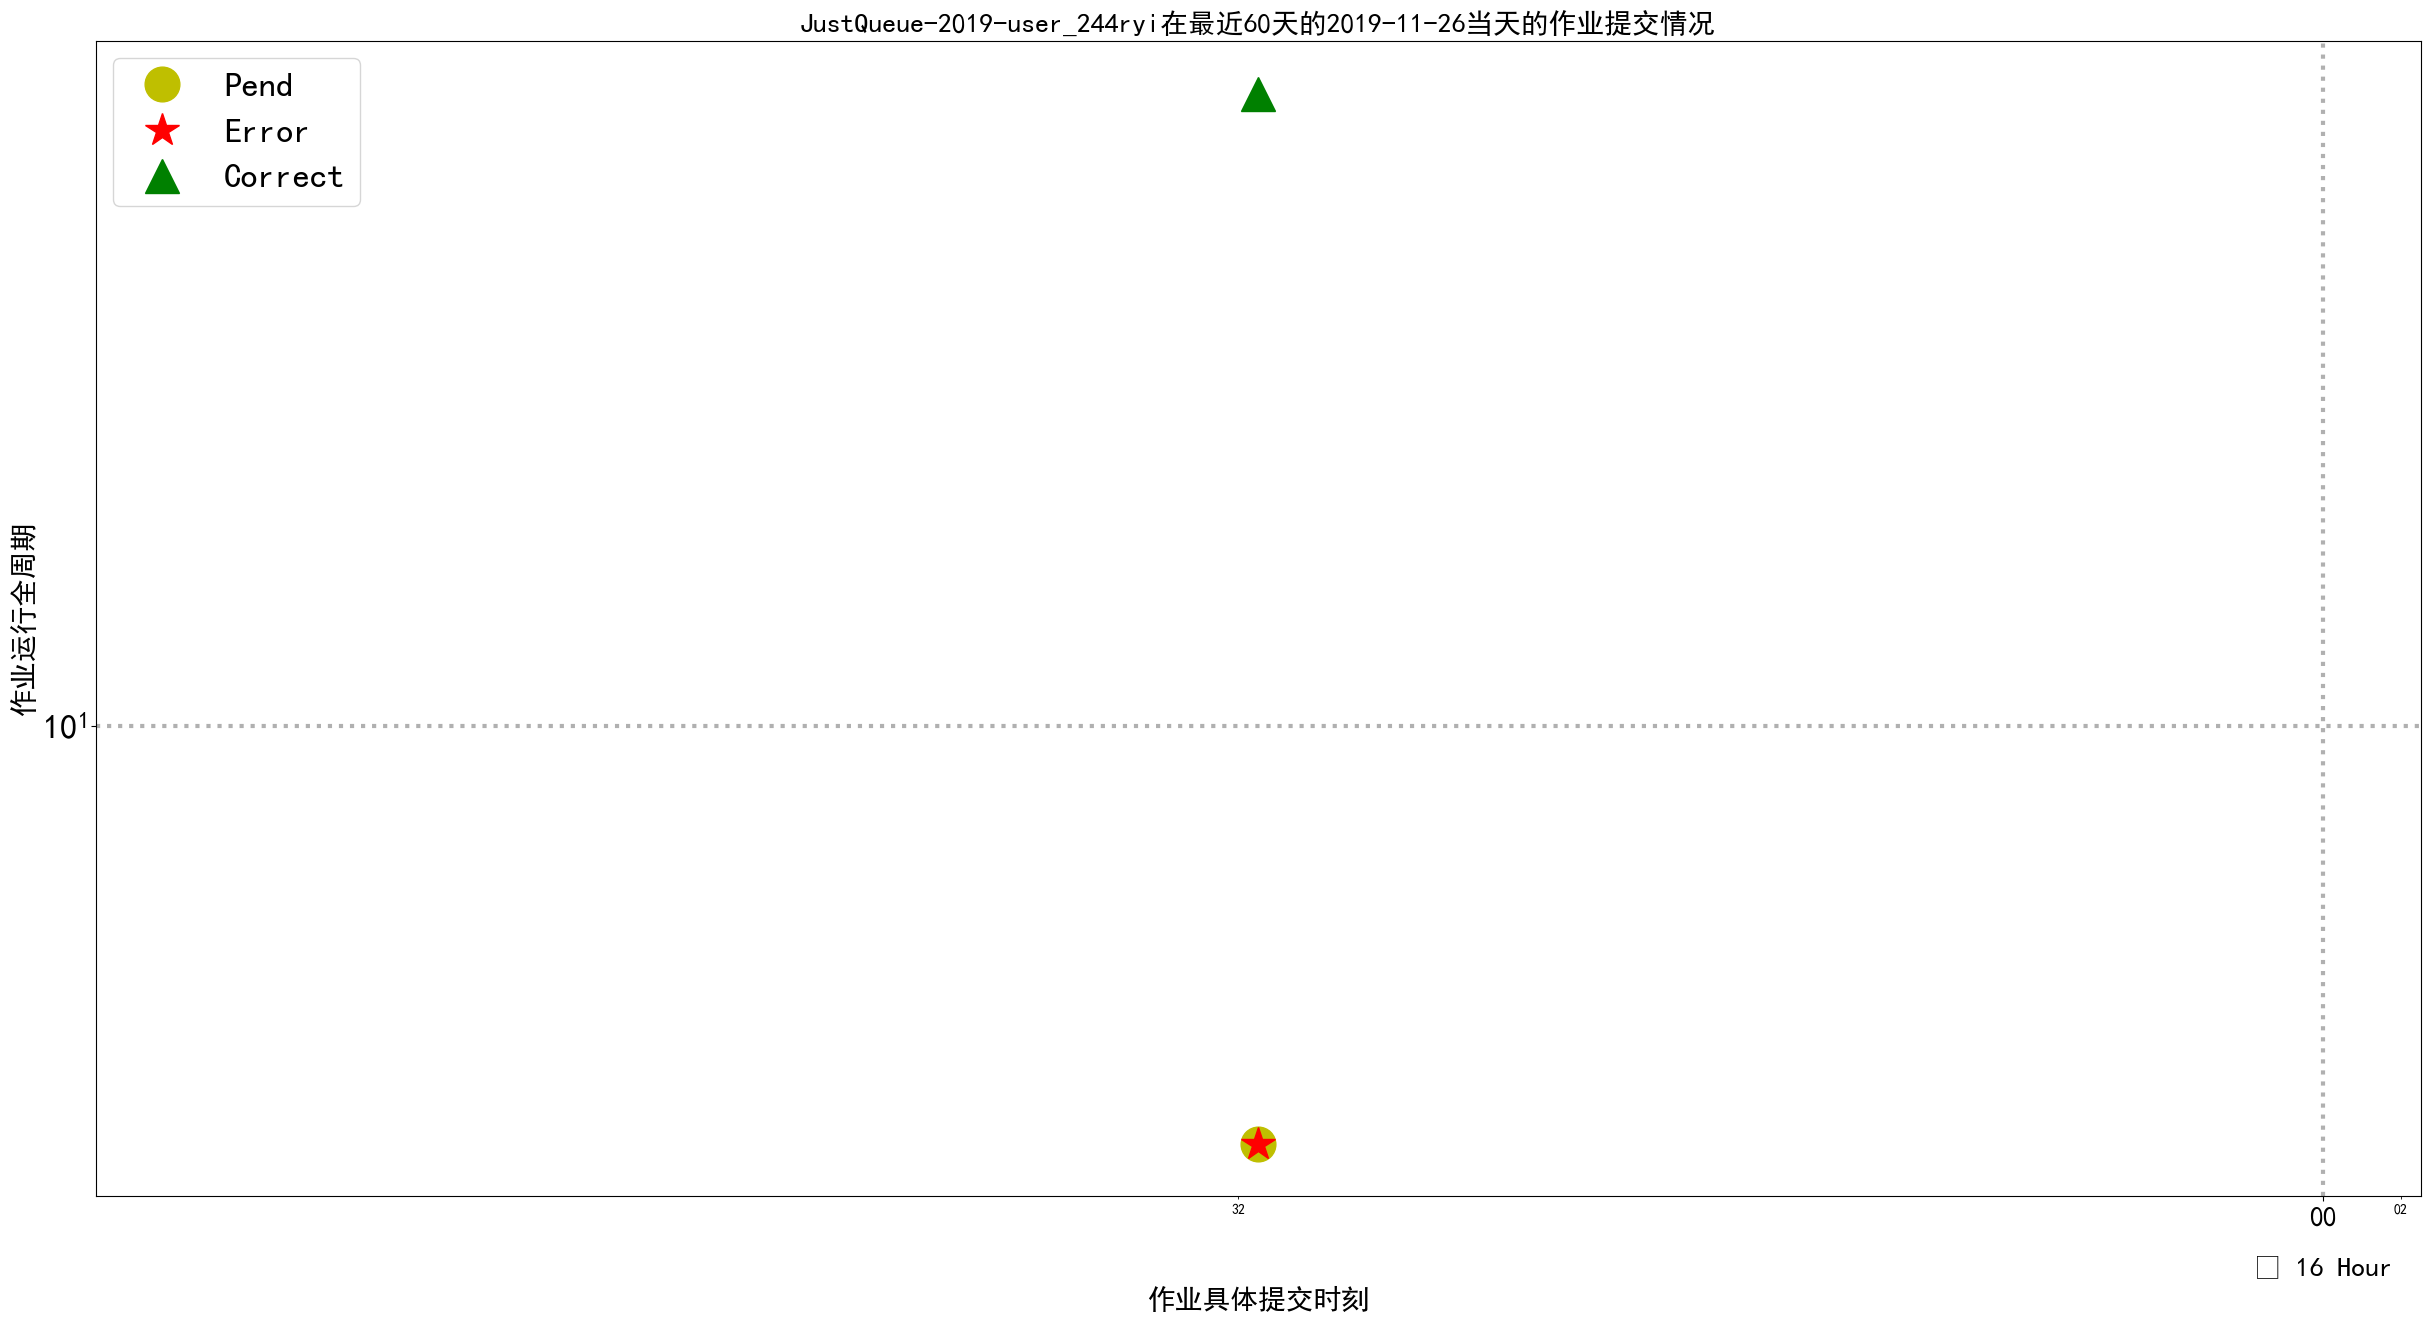 JustQueue-2019-user_244ryi在最近60天的2019-11-26当天的作业提交情况
Pend
Error
Correct
作业运行全周期
10¹
32
00
02
□ 16 Hour
作业具体提交时刻